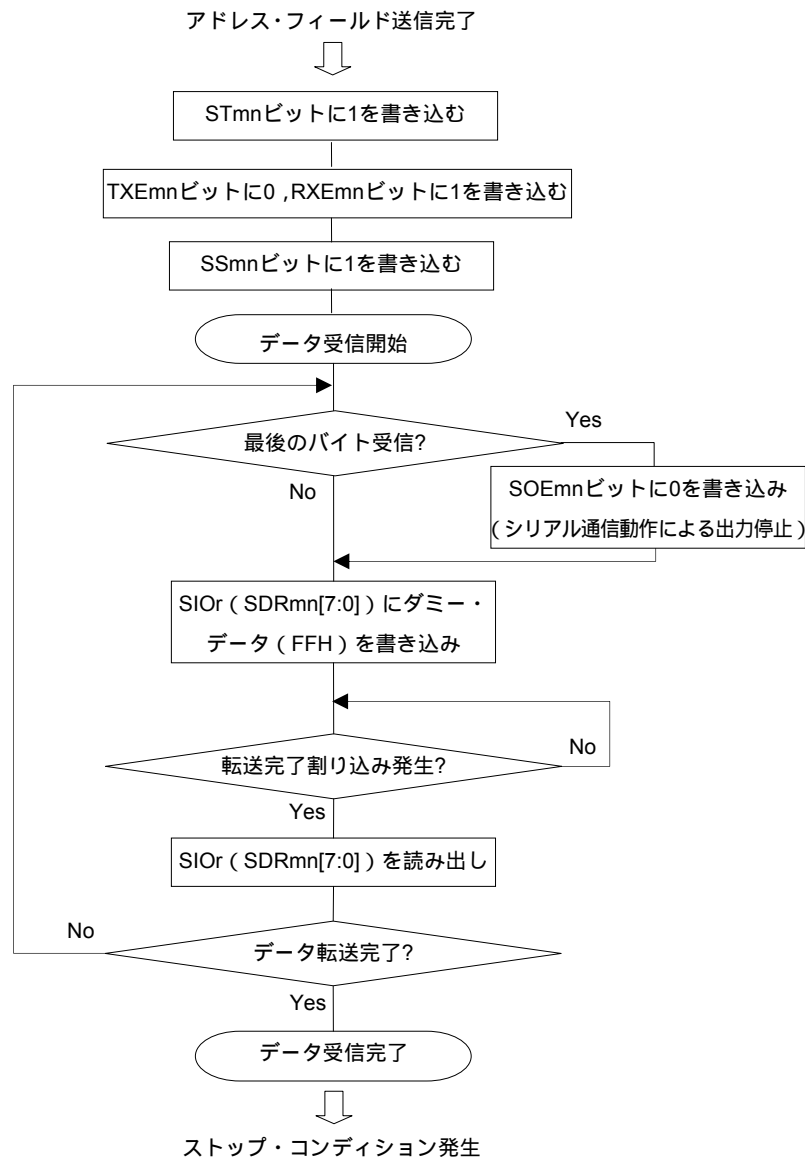 アドレス・フィールド送信完了
STmnビットに1を書き込む
TXEmnビットに0 ,RXEmnビットに1を書き込む
SSmnビットに1を書き込む
データ受信開始
最後のバイト受信?
Yes
No
SOEmnビットに0を書き込み
(シリアル通信動作による出力停止)
SIOr(SDRmn[7:0])にダミー・
データ(FFH)を書き込み
転送完了割り込み発生?
No
Yes
SIOr(SDRmn[7:0])を読み出し
No
データ転送完了?
Yes
データ受信完了
ストップ・コンディション発生